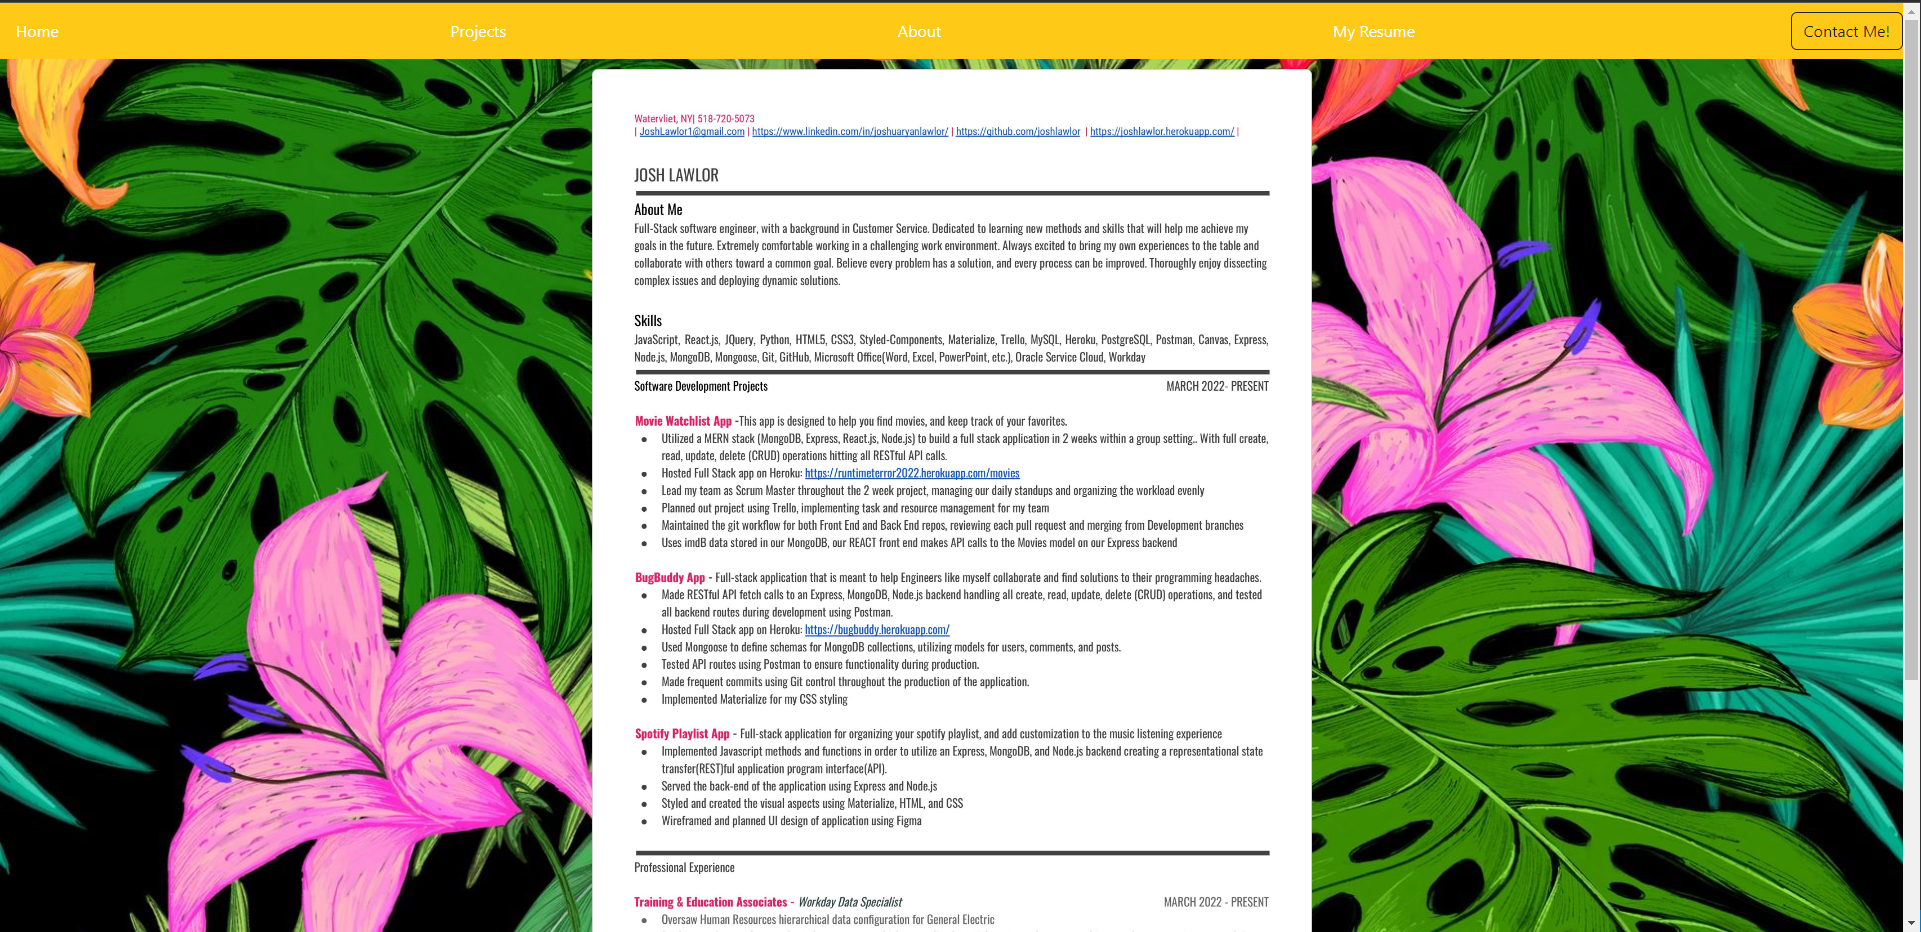 Home Projects About My Resume Contact Me!
Watervliet, NY| 518-720-5073
| JoshLawlor1@gmail.com | https://www.linkedin.com/in/joshuaryanlawlor/ | https://github.com/joshlawlor | https://joshlawlor.herokuapp.com/ |
JOSH LAWLOR
About Me
Full-Stack software engineer, with a background in Customer Service. Dedicated to learning new methods and skills that will help me achieve my
goals in the future. Extremely comfortable working in a challenging work environment. Always excited to bring my own experiences to the table and
collaborate with others toward a common goal. Believe every problem has a solution, and every process can be improved. Thoroughly enjoy dissecting
complex issues and deploying dynamic solutions.
Skills
JavaScript, React.js, JQuery, Python, HTML5, CSS3, Styled-Components, Materialize, Trello, MySQL, Heroku, PostgreSQL, Postman, Canvas, Express,
Node.js, MongoDB, Mongoose, Git, GitHub, Microsoft Office(Word, Excel, PowerPoint, etc.), Oracle Service Cloud, Workday
Software Development Projects MARCH 2022- PRESENT
Movie Watchlist App -This app is designed to help you find movies, and keep track of your favorites.
● Utilized a MERN stack (MongoDB, Express, React.js, Node.js) to build a full stack application in 2 weeks within a group setting.. With full create,
read, update, delete (CRUD) operations hitting all RESTful API calls.
● Hosted Full Stack app on Heroku: https://runtimeterror2022.herokuapp.com/movies
● Lead my team as Scrum Master throughout the 2 week project, managing our daily standups and organizing the workload evenly
● Planned out project using Trello, implementing task and resource management for my team
● Maintained the git workflow for both Front End and Back End repos, reviewing each pull request and merging from Development branches
● Uses imdB data stored in our MongoDB, our REACT front end makes API calls to the Movies model on our Express backend
BugBuddy App - Full-stack application that is meant to help Engineers like myself collaborate and find solutions to their programming headaches.
● Made RESTful API fetch calls to an Express, MongoDB, Node.js backend handling all create, read, update, delete (CRUD) operations, and tested
all backend routes during development using Postman.
● Hosted Full Stack app on Heroku: https://bugbuddy.herokuapp.com/
● Used Mongoose to define schemas for MongoDB collections, utilizing models for users, comments, and posts.
● Tested API routes using Postman to ensure functionality during production.
● Made frequent commits using Git control throughout the production of the application.
● Implemented Materialize for my CSS styling
Spotify Playlist App - Full-stack application for organizing your spotify playlist, and add customization to the music listening experience
● Implemented Javascript methods and functions in order to utilize an Express, MongoDB, and Node.js backend creating a representational state
transfer(REST)ful application program interface(API).
● Served the back-end of the application using Express and Node.js
● Styled and created the visual aspects using Materialize, HTML, and CSS
● Wireframed and planned UI design of application using Figma
Professional Experience
Training & Education Associates - Workday Data Specialist MARCH 2022 - PRESENT
● Oversaw Human Resources hierarchical data configuration for General Electric